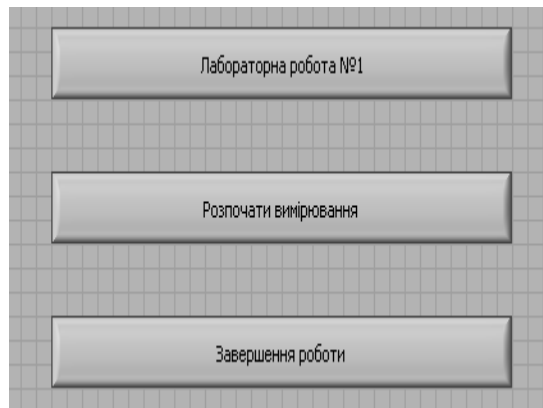 Лабораторна робота №1
Розпочати вимірювання
Завершення роботи